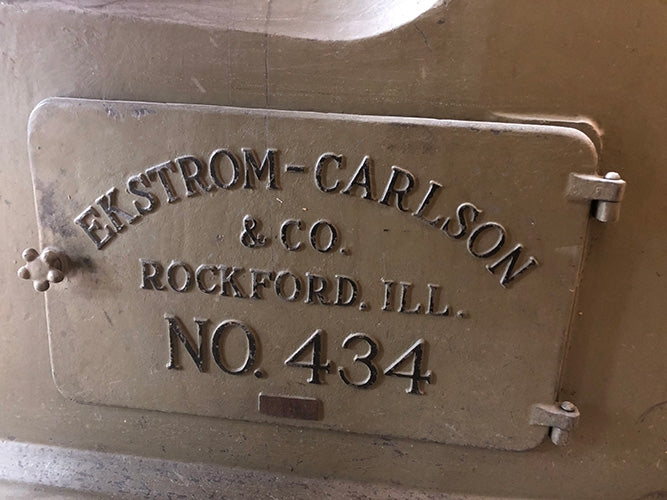 EKSTROM-CARLSON
& CO.
ROCKFORD. ILL.
NO. 434